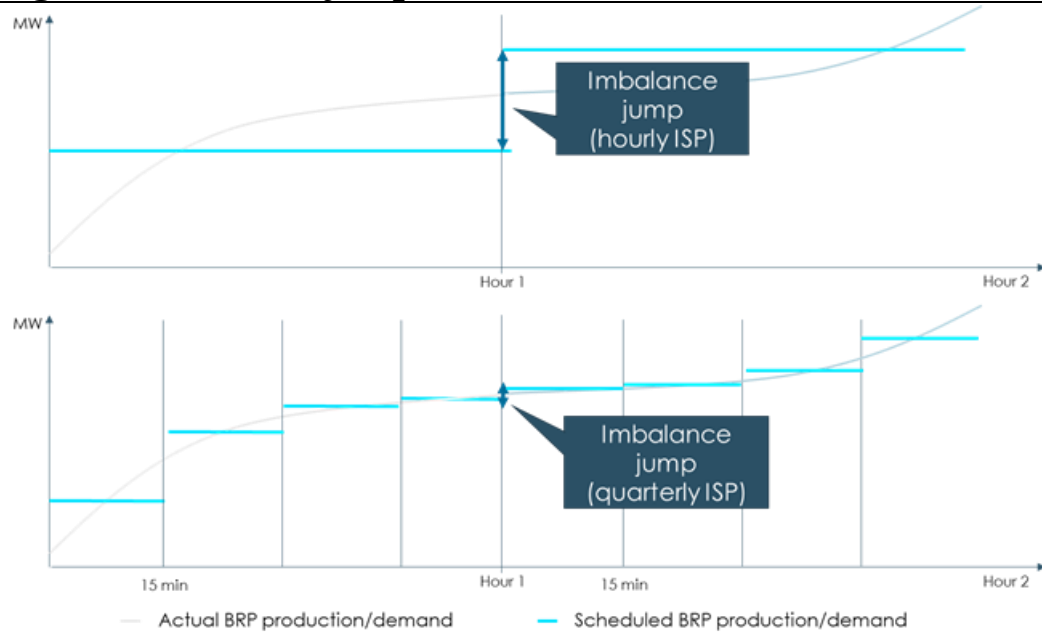 MW
Imbalance
jump
(hourly ISP)
Hour 1
Hour 2
MW
Imbalance
jump
(quarterly ISP)
15 min
Hour 1
15 min
Hour 2
Actual BRP production/demand
Scheduled BRP production/demand